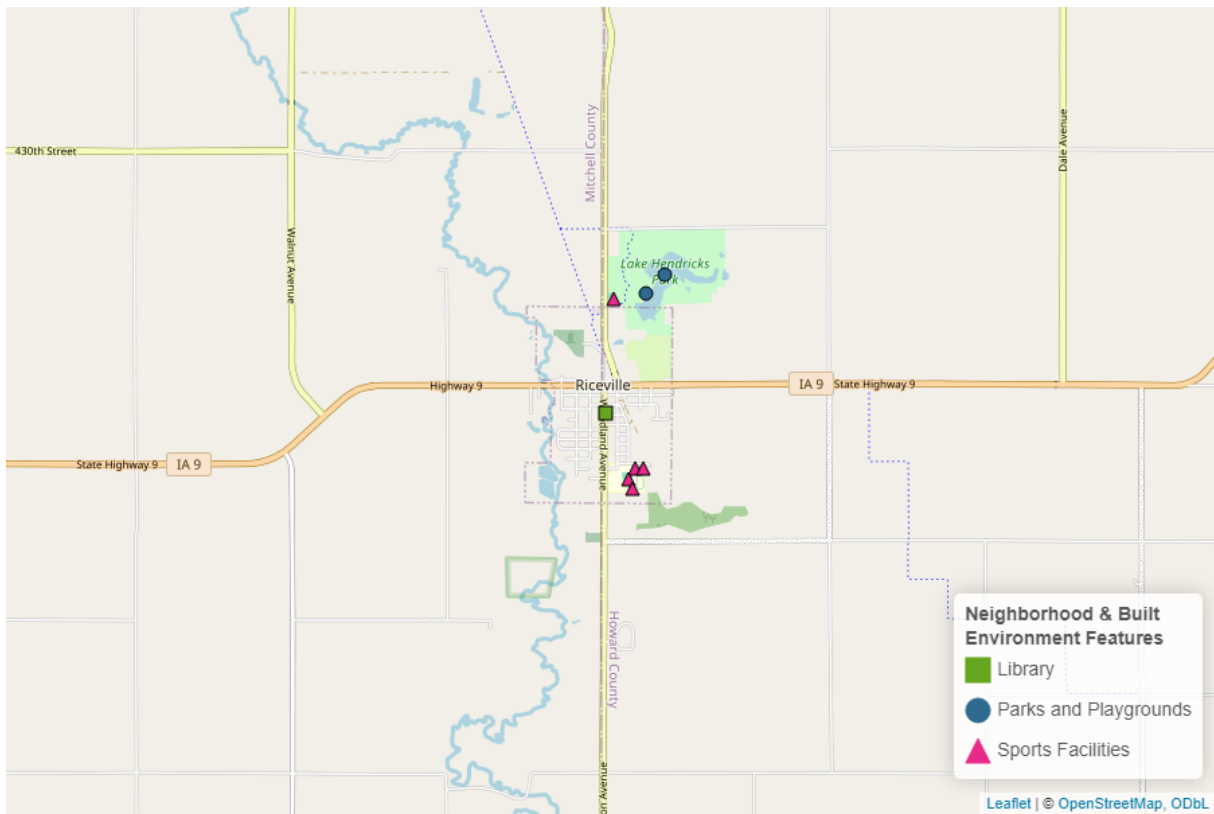 430th Street
Walnut Avenue
Mitchell County
Dale Avenue
Lake Hendricks
Park
Highway 9
Riceville
IA 9
State Highway 9
State Highway 9
IA 9
Howard County
Neighborhood & Built
Environment Features
Library
Parks and Playgrounds
Sports Facilities
Leaflet | © OpenStreetMap, ODbL